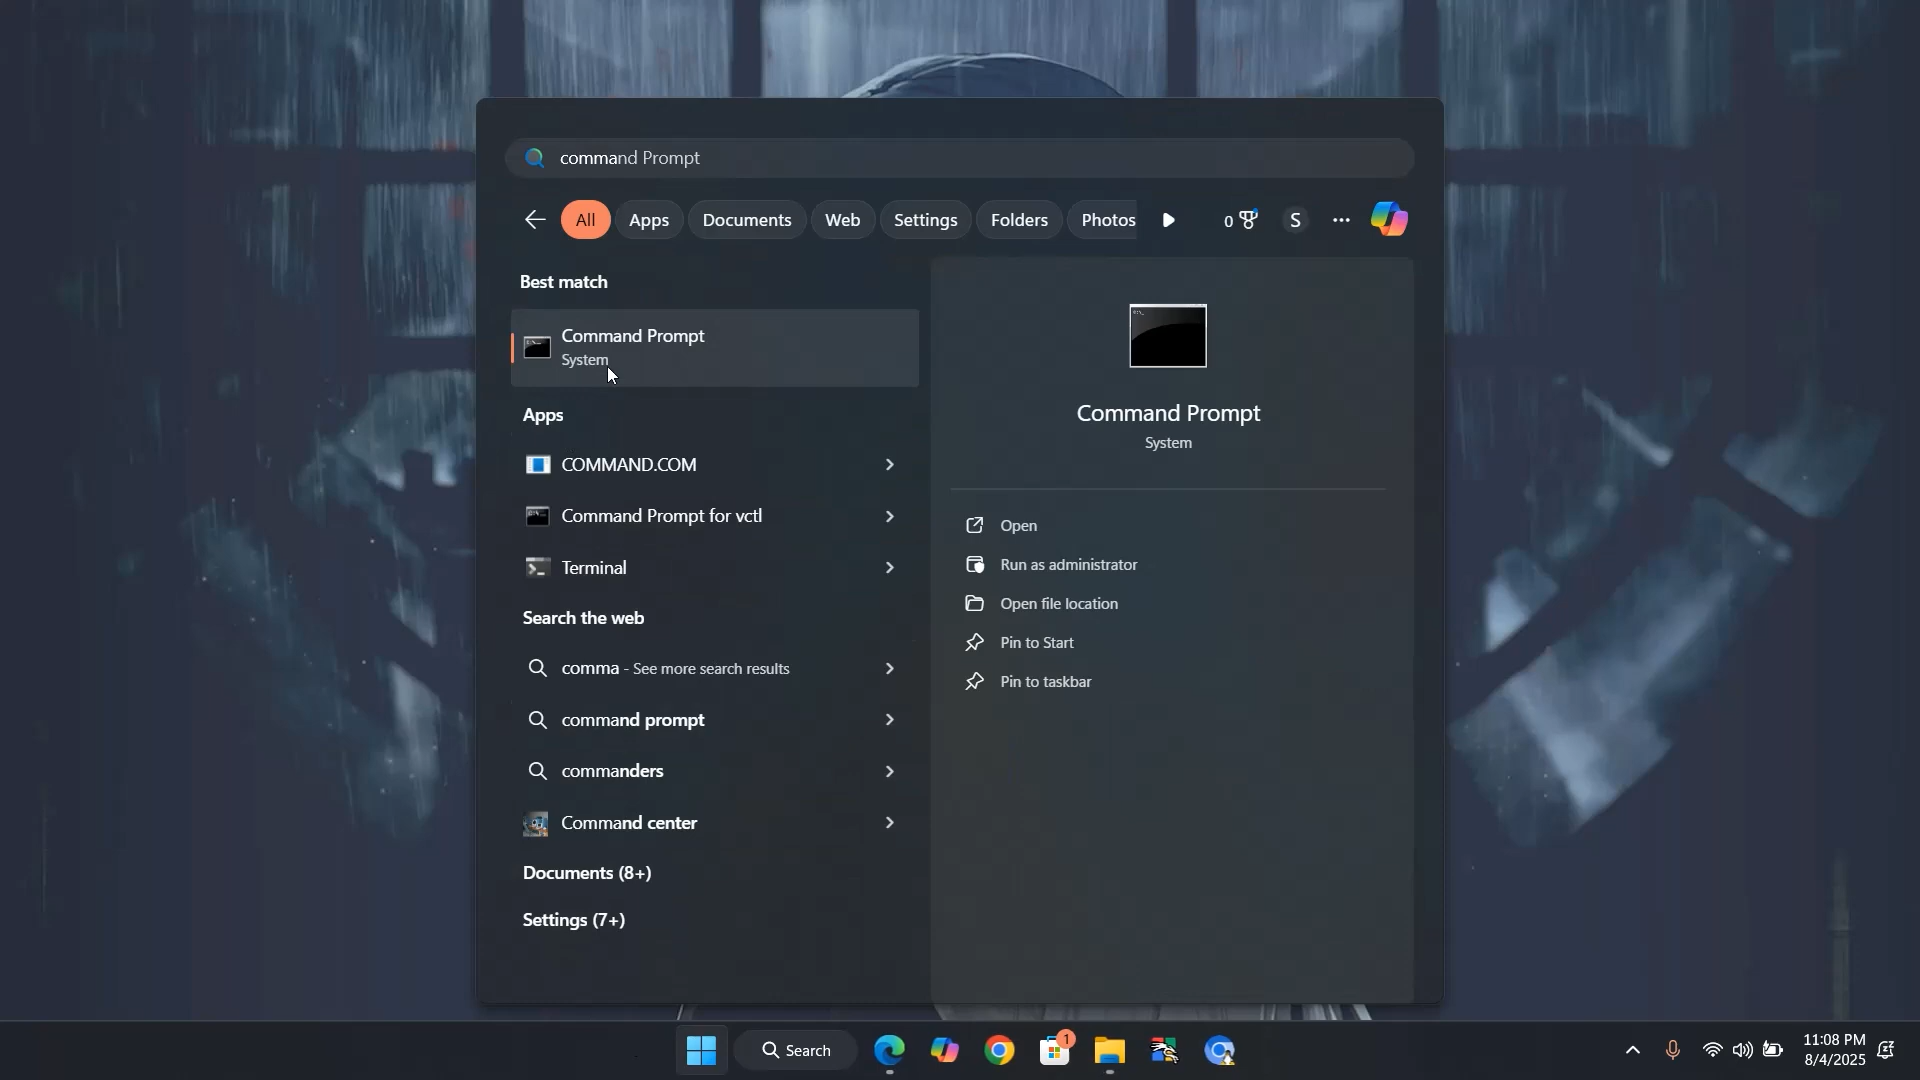 command Prompt
All Apps Documents Web Settings Folders Photos 0 S
Best match
Command Prompt
System
Apps
COMMAND.COM
Command Prompt for vctl
Terminal
Search the web
comma - See more search results
command prompt
commanders
Command center
Documents (8+)
Settings (7+)
Command Prompt
System
Open
Run as administrator
Open file location
Pin to Start
Pin to taskbar
Search
1
11:08 PM
8/4/2025